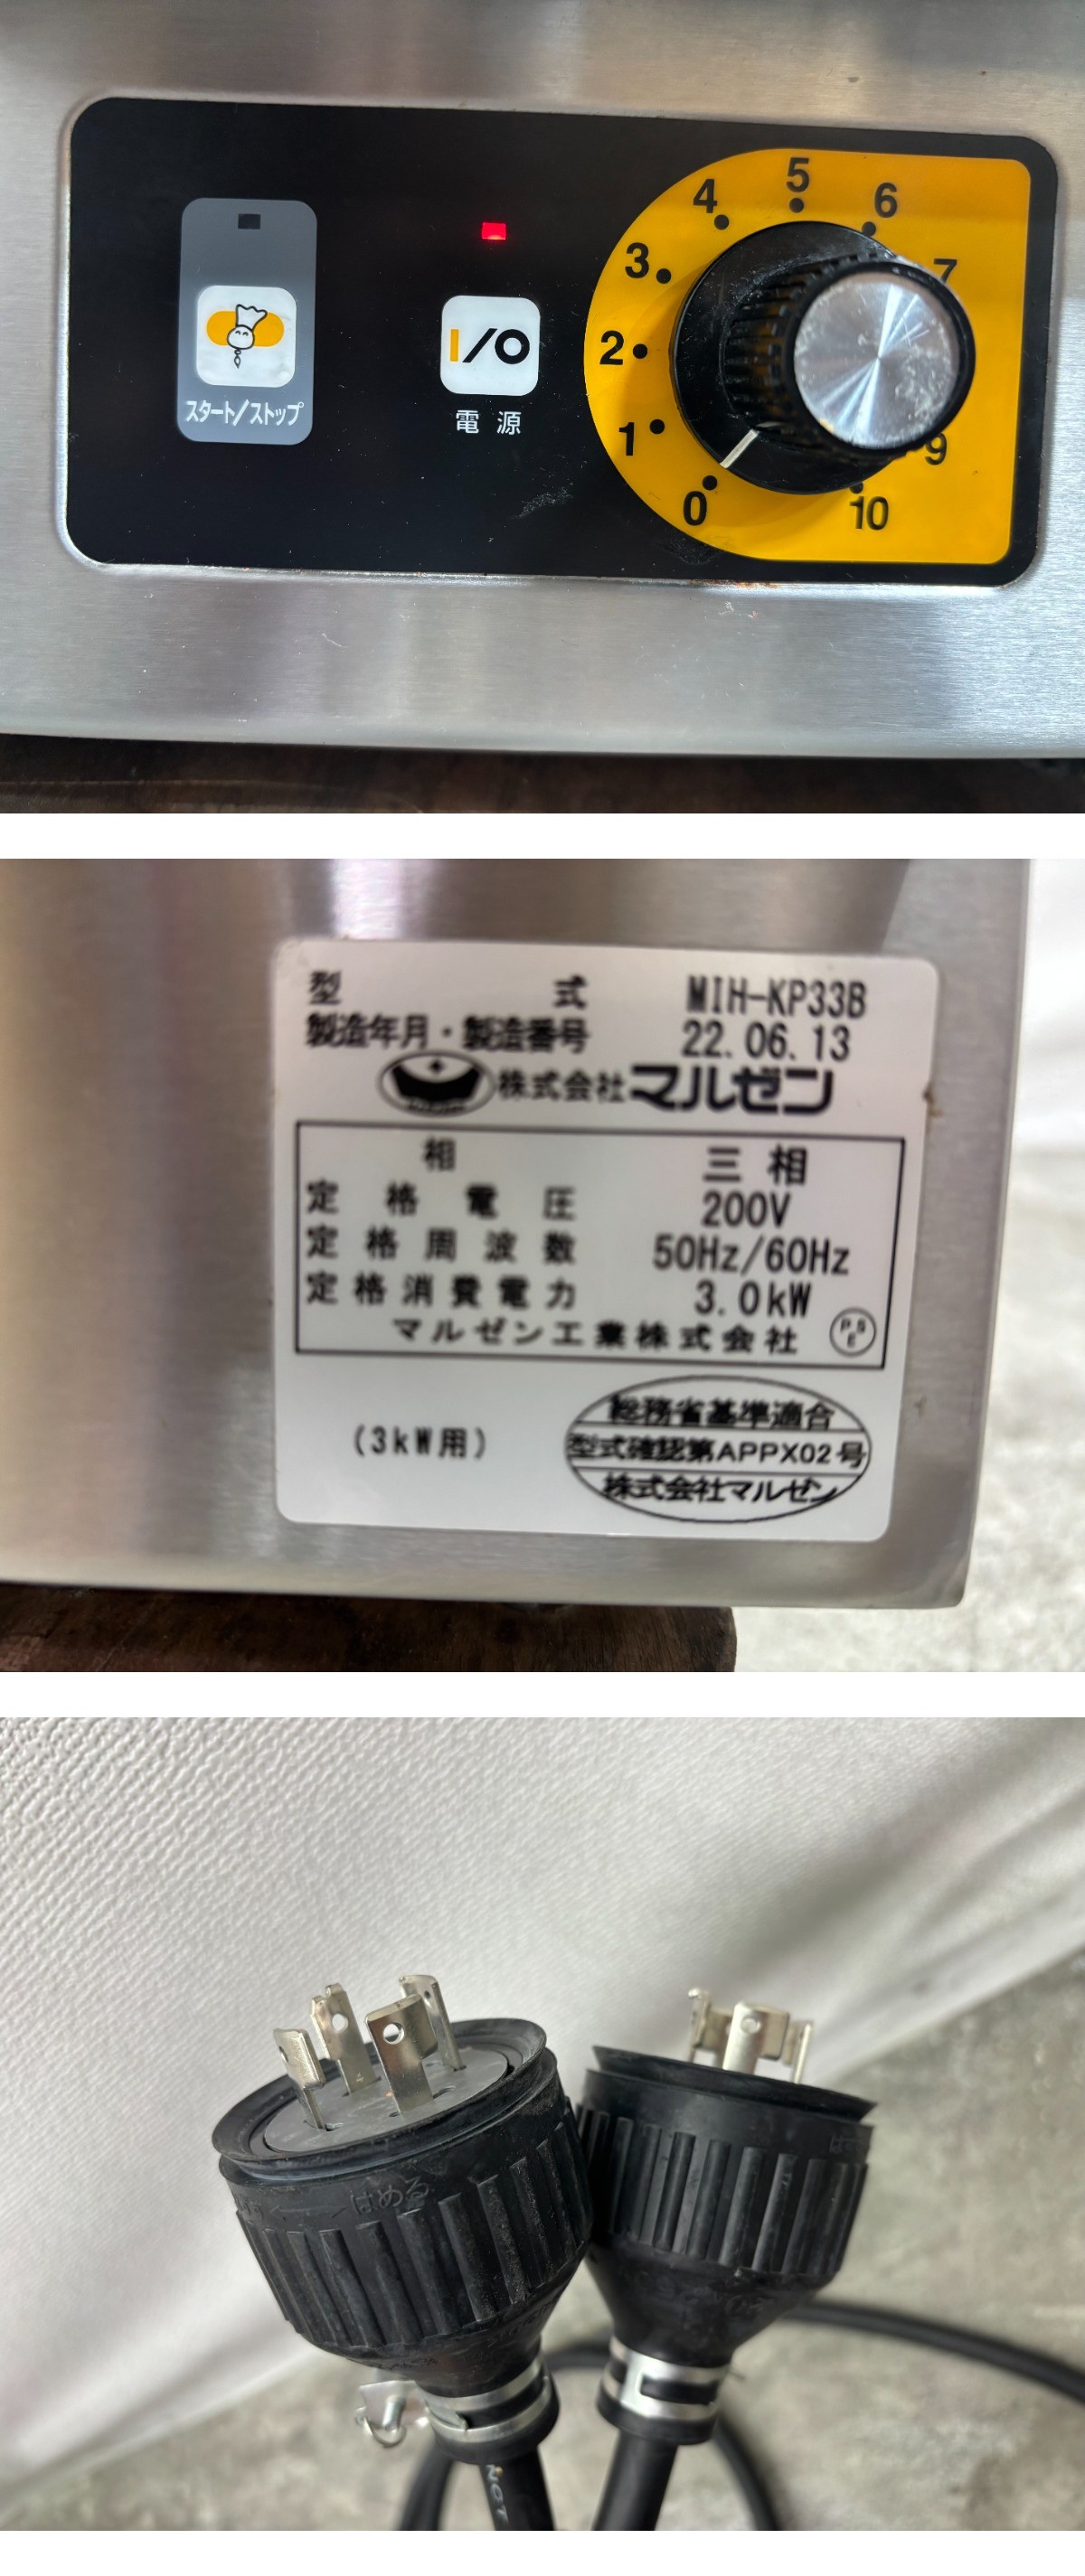 スタート/ストップ
I/O
電源
0
1
2
3
4
5
6
7
9
10
型式 MIH-KP33B
製造年月・製造番号 22.06.13
株式会社マルゼン
相 三相
定格電圧 200V
定格周波数 50Hz/60Hz
定格消費電力 3.0kW
マルゼン工業株式会社
PS
E
(3kW用)
総務省基準適合
型式確認第APPX02号
株式会社マルゼン
はめる
NOT